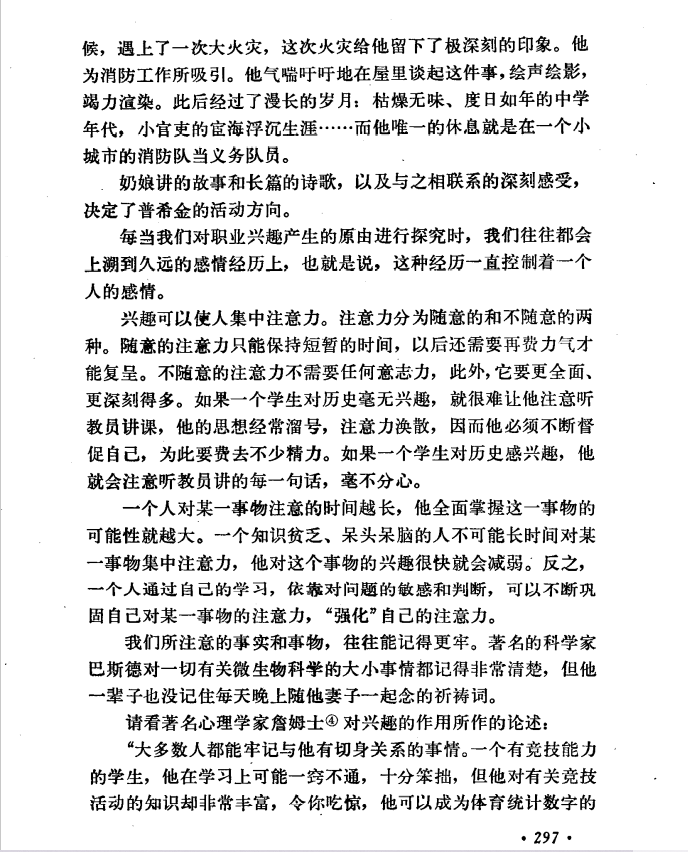 候，遇上了一次大火灾，这次火灾给他留下了极深刻的印象。他
为消防工作所吸引。他气喘吁吁地在屋里谈起这件事，绘声绘影，
竭力渲染。此后经过了漫长的岁月：枯燥无味、度日如年的中学
年代，小官吏的宦海浮沉生涯……而他唯一的休息就是在一个小
城市的消防队当义务队员。
奶娘讲的故事和长篇的诗歌，以及与之相联系的深刻感受，
决定了普希金的活动方向。
每当我们对职业兴趣产生的原由进行探究时，我们往往都会
上溯到久远的感情经历上，也就是说，这种经历一直控制着一个
人的感情。
兴趣可以使人集中注意力。注意力分为随意的和不随意的两
种。随意的注意力只能保持短暂的时间，以后还需要再费力气才
能复呈。不随意的注意力不需要任何意志力，此外，它要更全面、
更深刻得多。如果一个学生对历史毫无兴趣，就很难让他注意听
教员讲课，他的思想经常溜号，注意力涣散，因而他必须不断督
促自己，为此要费去不少精力。如果一个学生对历史感兴趣，他
就会注意听教员讲的每一句话，毫不分心。
一个人对某一事物注意的时间越长，他全面掌握这一事物的
可能性就越大。一个知识贫乏、呆头呆脑的人不可能长时间对某
一事物集中注意力，他对这个事物的兴趣很快就会减弱。反之，
一个人通过自己的学习，依靠对问题的敏感和判断，可以不断巩
固自己对某一事物的注意力，“强化”自己的注意力。
我们所注意的事实和事物，往往能记得更牢。著名的科学家
巴斯德对一切有关微生物科学的大小事情都记得非常清楚，但他
一辈子也没记住每天晚上随他妻子一起念的祈祷词。
请看著名心理学家詹姆士④对兴趣的作用所作的论述：
“大多数人都能牢记与他有切身关系的事情。一个有竞技能力
的学生，他在学习上可能一窍不通，十分笨拙，但他对有关竞技
活动的知识却非常丰富，令你吃惊，他可以成为体育统计数字的
·297·